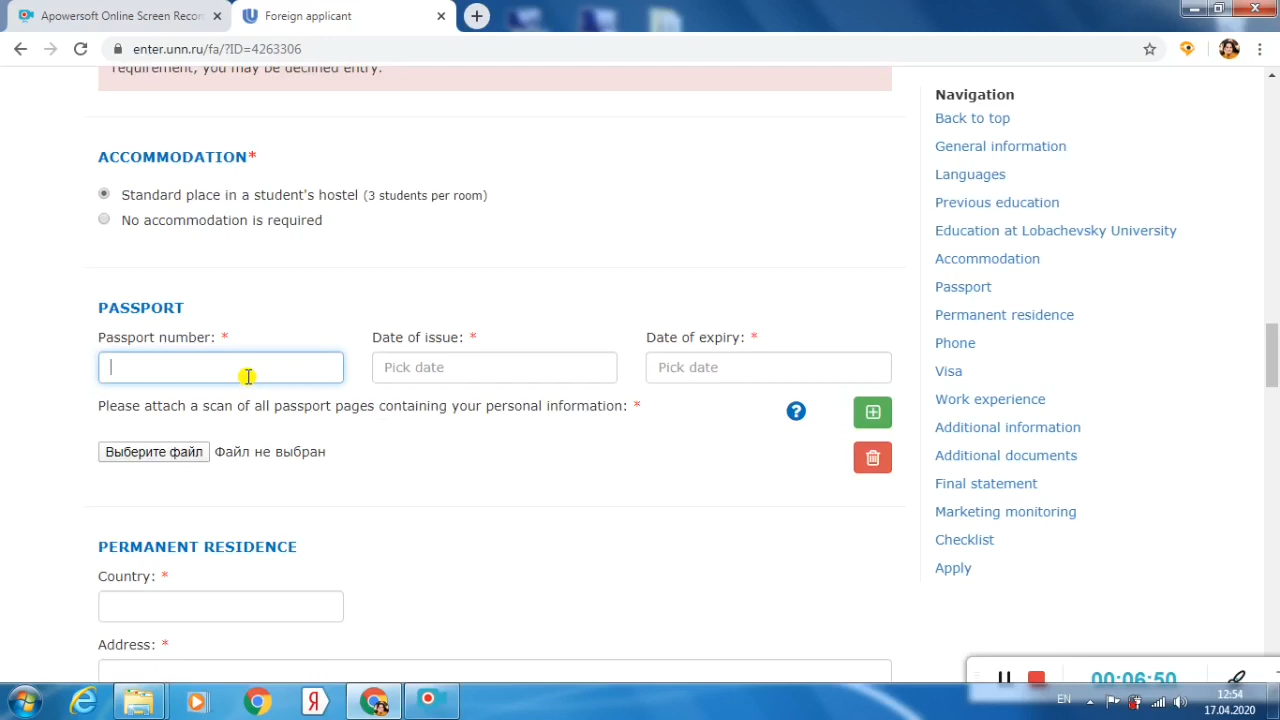 Apowersoft Online Screen Recor
Foreign applicant
enter.unn.ru/fa/?ID=4263306
requirement, you may be declined entry.
ACCOMMODATION*
Standard place in a student's hostel (3 students per room)
No accommodation is required
PASSPORT
Passport number: *
Date of issue: *
Date of expiry: *
Pick date
Pick date
Please attach a scan of all passport pages containing your personal information: *
?
Выберите файл Файл не выбран
PERMANENT RESIDENCE
Country: *
Address: *
Navigation
Back to top
General information
Languages
Previous education
Education at Lobachevsky University
Accommodation
Passport
Permanent residence
Phone
Visa
Work experience
Additional information
Additional documents
Final statement
Marketing monitoring
Checklist
Apply
00:06:50
Я
EN
12:54
17.04.2020